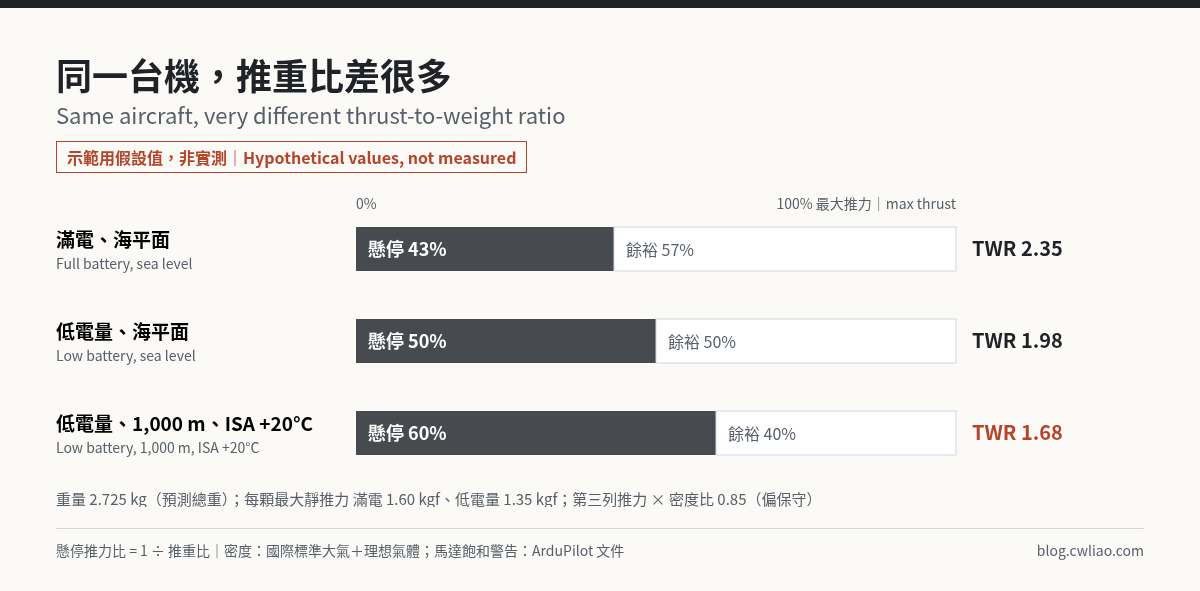 同一台機，推重比差很多
Same aircraft, very different thrust-to-weight ratio
示範用假設值，非實測｜Hypothetical values, not measured
0%
100% 最大推力｜max thrust
滿電、海平面
Full battery, sea level
懸停 43%
餘裕 57%
TWR 2.35
低電量、海平面
Low battery, sea level
懸停 50%
餘裕 50%
TWR 1.98
低電量、1,000 m、ISA +20°C
Low battery, 1,000 m, ISA +20°C
懸停 60%
餘裕 40%
TWR 1.68
重量 2.725 kg（預測總重）；每顆最大靜推力 滿電 1.60 kgf、低電量 1.35 kgf；第三列推力 × 密度比 0.85（偏保守）
懸停推力比 = 1 ÷ 推重比｜密度：國際標準大氣＋理想氣體；馬達飽和警告：ArduPilot 文件
blog.cwliao.com